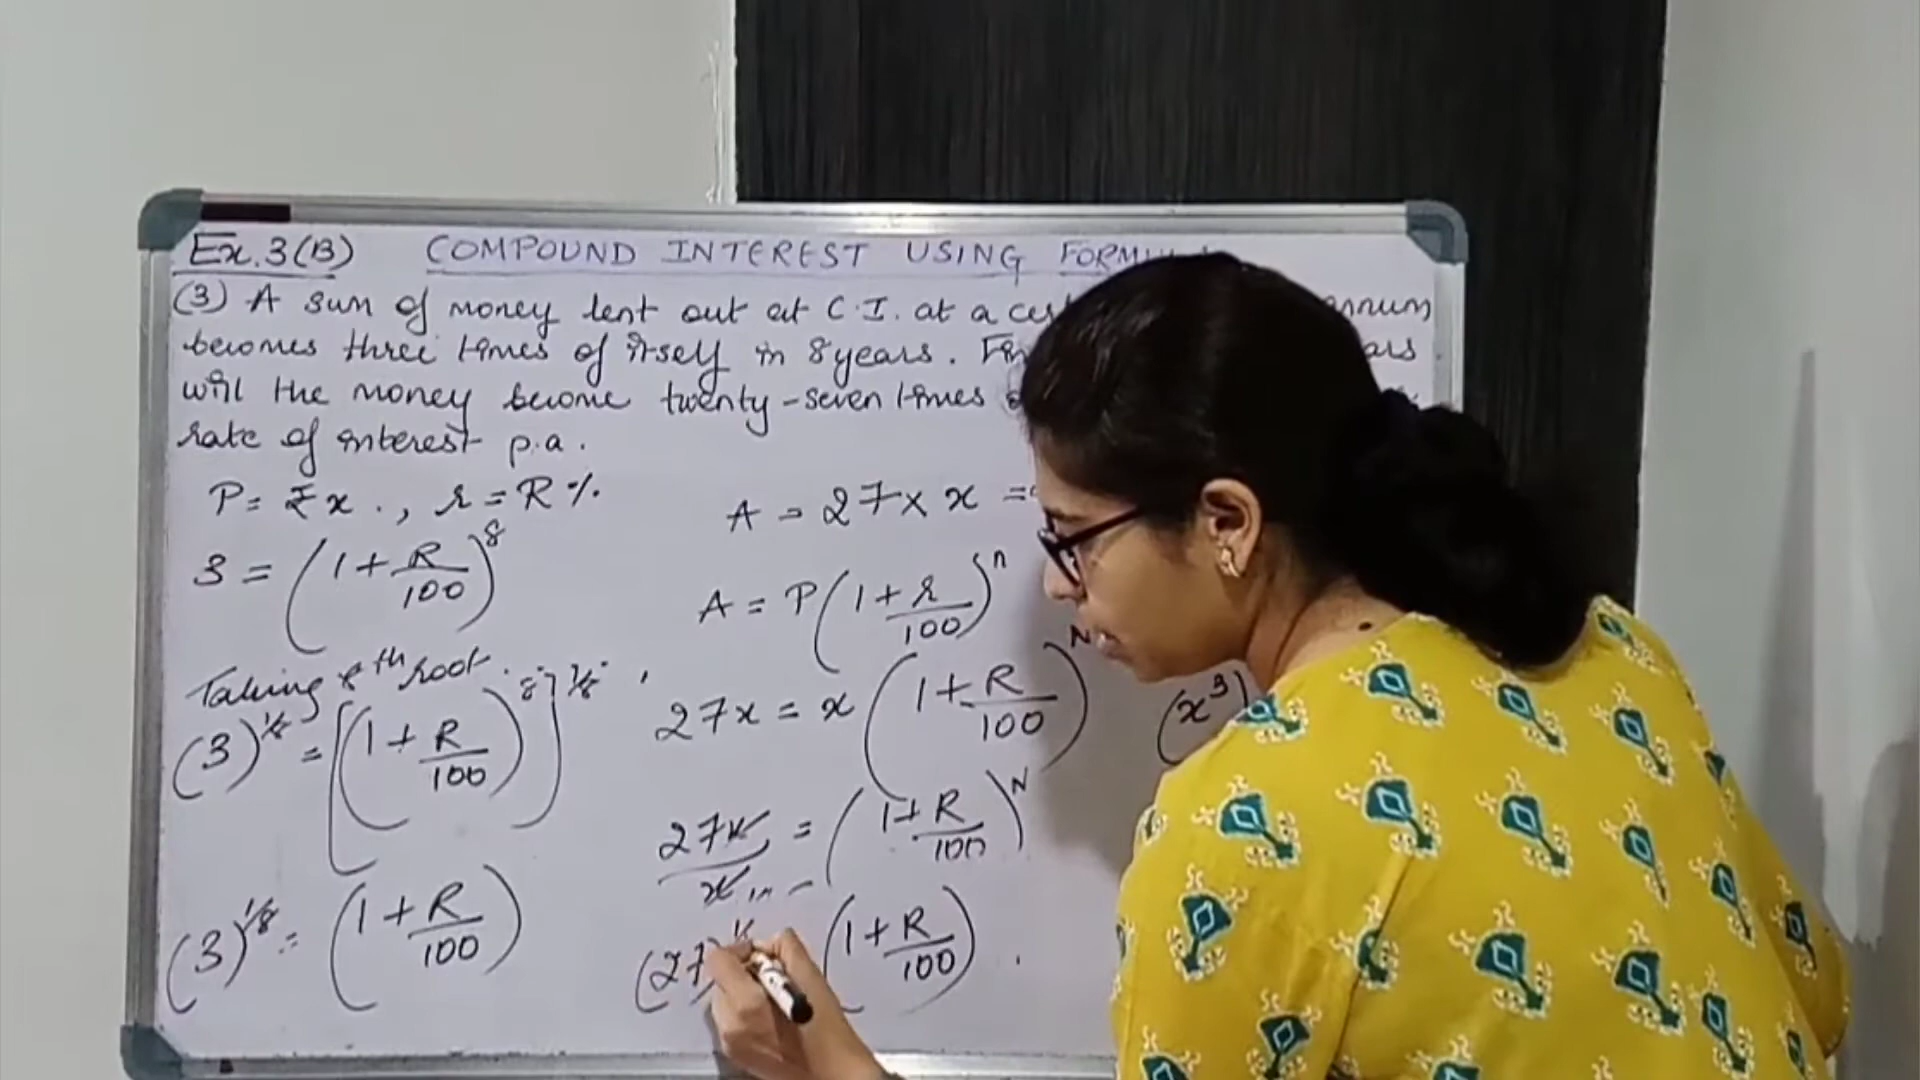 Ex.3(B) COMPOUND INTEREST USING
(3) A sum of money lent out at C.I. at a
becomes three times of itself in 8 years.
will the money become twenty-seven times
rate of interest p.a.
P = ₹x ., r = R%
3 = (1+R/100)^8
Taking 8th root.
(3)^1/8 = [(1+R/100)^8]^1/8
(3)^1/8 = (1+R/100)
A = 27 x x =
A = P(1+r/100)^n
27x = x(1+R/100)^N
27x/x = (1+R/100)^N
(27) (1+R/100)
(x^3)